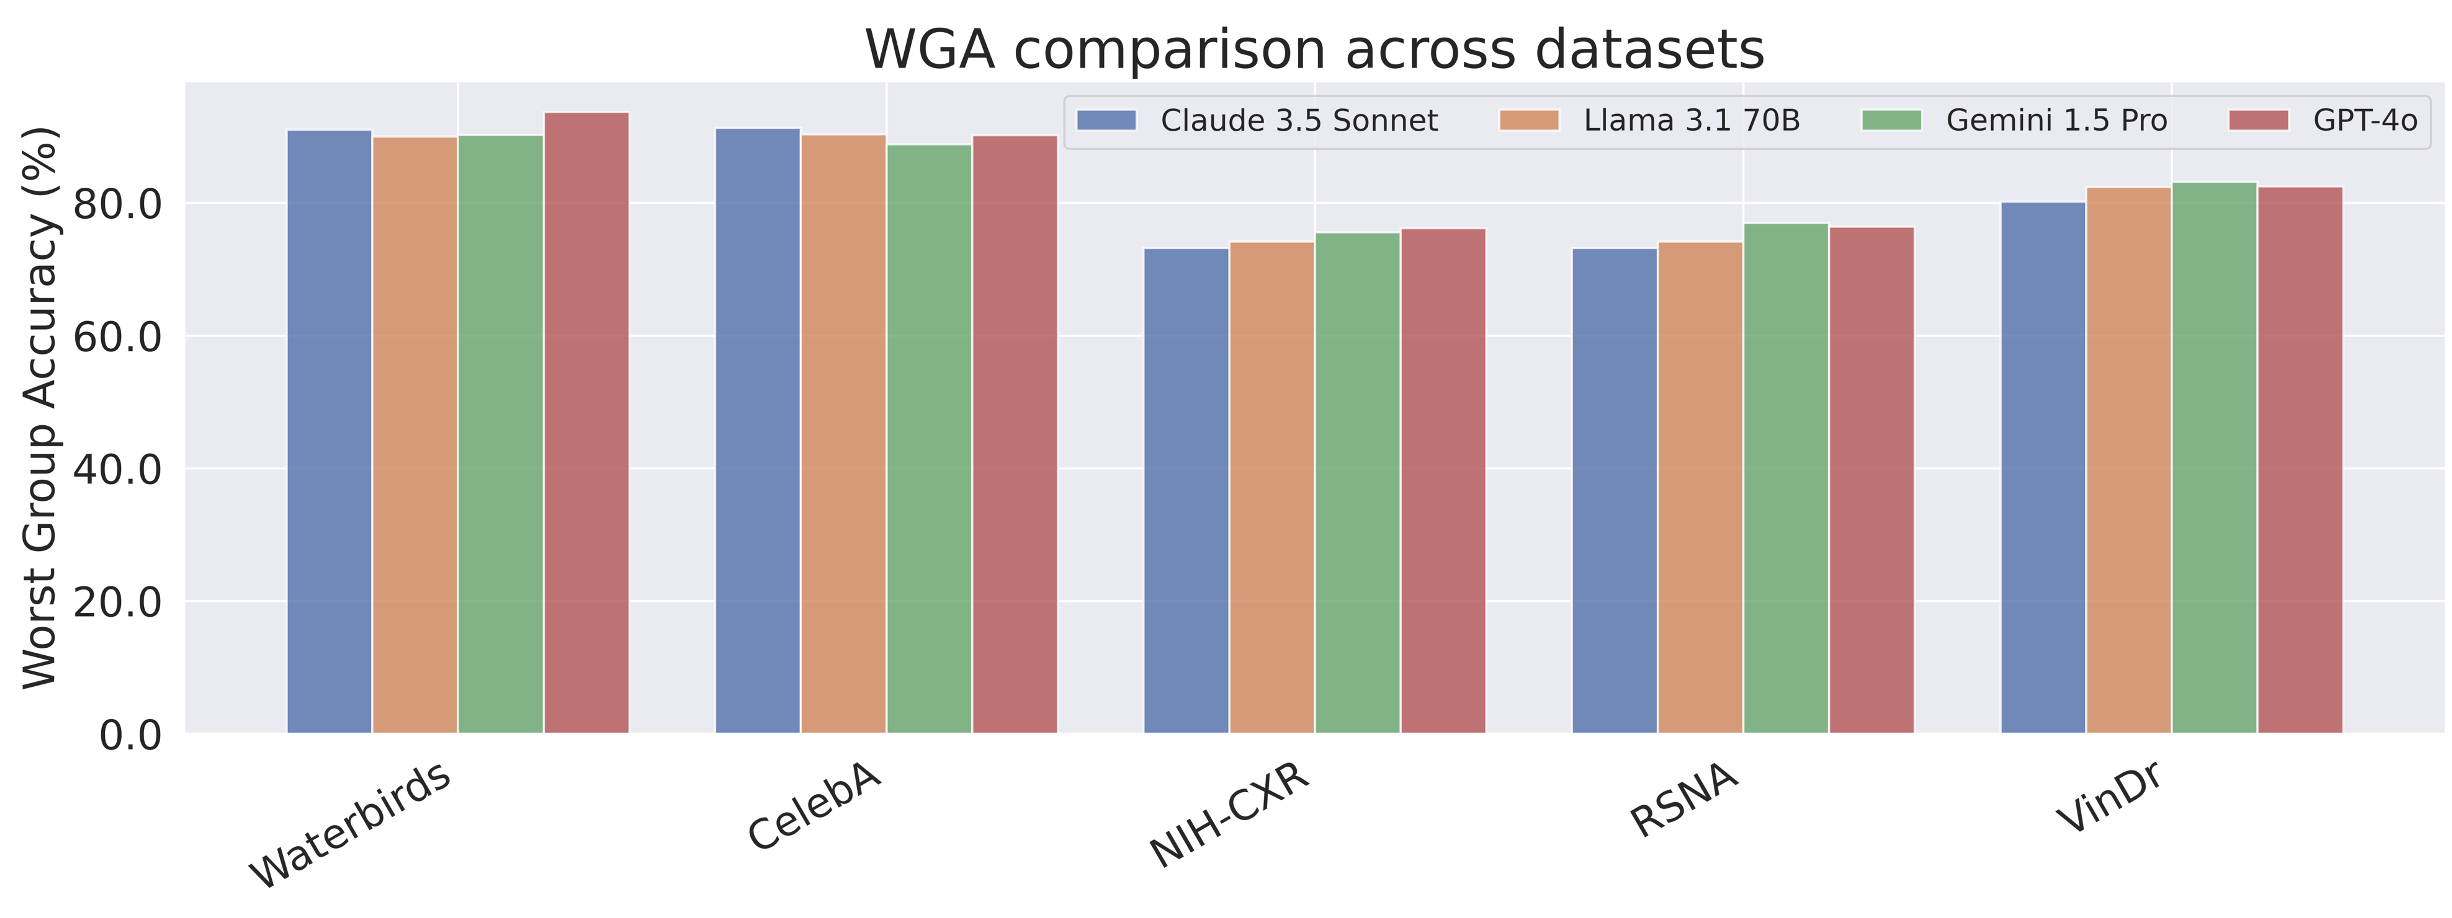 WGA comparison across datasets
Claude 3.5 Sonnet
Llama 3.1 70B
Gemini 1.5 Pro
GPT-4o
Worst Group Accuracy (%)
80.0
60.0
40.0
20.0
0.0
Waterbirds
CelebA
NIH-CXR
RSNA
VinDr